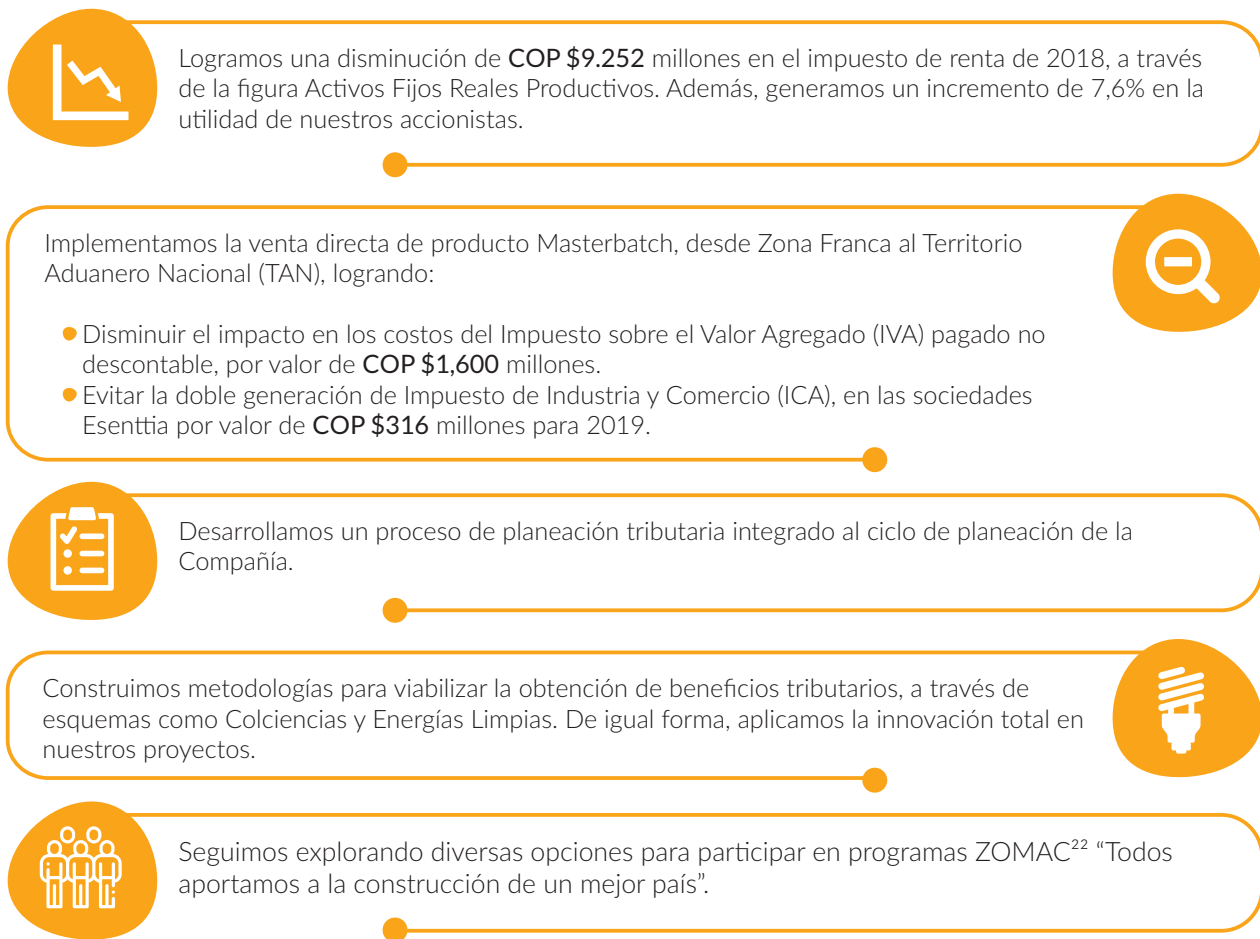 Logramos una disminución de COP $9.252 millones en el impuesto de renta de 2018, a través
de la figura Activos Fijos Reales Productivos. Además, generamos un incremento de 7,6% en la
utilidad de nuestros accionistas.
Implementamos la venta directa de producto Masterbatch, desde Zona Franca al Territorio
Aduanero Nacional (TAN), logrando:
Disminuir el impacto en los costos del Impuesto sobre el Valor Agregado (IVA) pagado no
descontable, por valor de COP $1,600 millones.
Evitar la doble generación de Impuesto de Industria y Comercio (ICA), en las sociedades
Esenttia por valor de COP $316 millones para 2019.
Desarrollamos un proceso de planeación tributaria integrado al ciclo de planeación de la
Compañía.
Construimos metodologías para viabilizar la obtención de beneficios tributarios, a través de
esquemas como Colciencias y Energías Limpias. De igual forma, aplicamos la innovación total en
nuestros proyectos.
Seguimos explorando diversas opciones para participar en programas ZOMAC²² “Todos
aportamos a la construcción de un mejor país”.